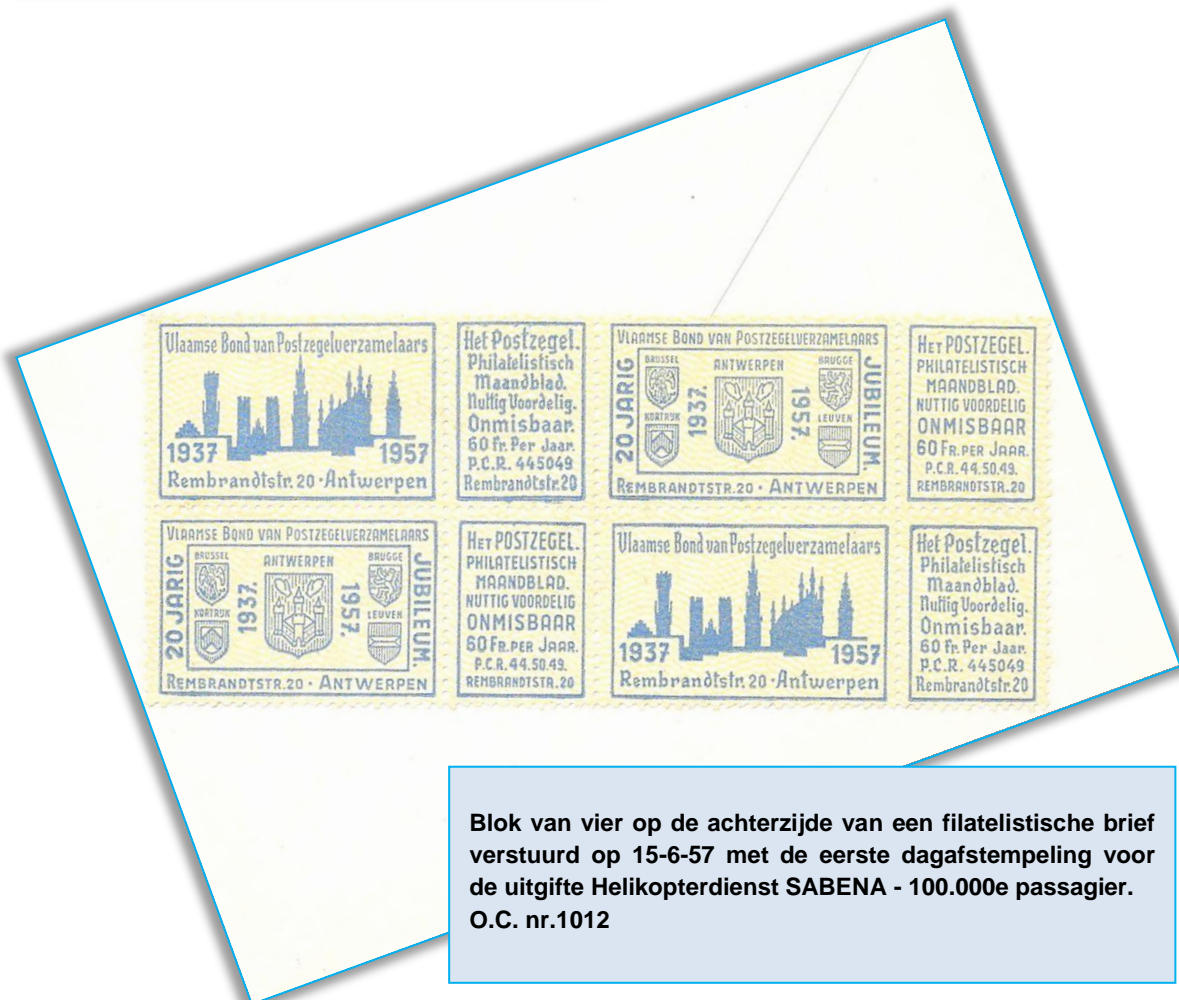 Vlaamse Bond van Postzegelverzamelaars
1937 1957
Rembrandtstr. 20 · Antwerpen
Het Postzegel.
Philatelistisch
Maandblad.
Nuttig Voordelig.
Onmisbaar.
60 fr. Per Jaar.
P.C.R. 445049
Rembrandtstr. 20
VLAAMSE BOND VAN POSTZEGELVERZAMELAARS
20 JARIG
BRUSSEL
KORTRIJK
1937.
ANTWERPEN
1957.
BRUGGE
LEUVEN
JUBILEUM.
REMBRANDTSTR. 20 · ANTWERPEN
HET POSTZEGEL.
PHILATELISTISCH
MAANDBLAD.
NUTTIG VOORDELIG
ONMISBAAR
60 FR. PER JAAR.
P.C.R. 44.50.49.
REMBRANDTSTR. 20
VLAAMSE BOND VAN POSTZEGELVERZAMELAARS
20 JARIG
BRUSSEL
KORTRIJK
1937.
ANTWERPEN
1957.
BRUGGE
LEUVEN
JUBILEUM.
REMBRANDTSTR. 20 · ANTWERPEN
HET POSTZEGEL.
PHILATELISTISCH
MAANDBLAD.
NUTTIG VOORDELIG
ONMISBAAR
60 FR. PER JAAR.
P.C.R. 44.50.49.
REMBRANDTSTR. 20
Vlaamse Bond van Postzegelverzamelaars
1937 1957
Rembrandtstr. 20 · Antwerpen
Het Postzegel.
Philatelistisch
Maandblad.
Nuttig Voordelig.
Onmisbaar.
60 fr. Per Jaar.
P.C.R. 445049
Rembrandtstr. 20
Blok van vier op de achterzijde van een filatelistische brief
verstuurd op 15-6-57 met de eerste dagafstempeling voor
de uitgifte Helikopterdienst SABENA - 100.000e passagier.
O.C. nr.1012